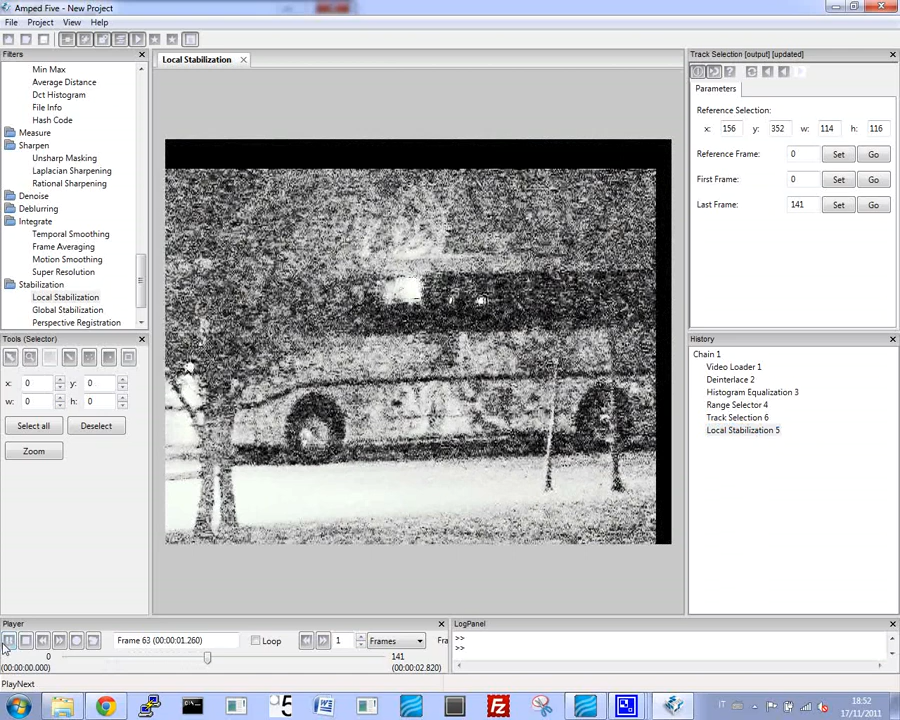 Amped Five - New Project
File Project View Help
Filters
Min Max
Average Distance
Dct Histogram
File Info
Hash Code
Measure
Sharpen
Unsharp Masking
Laplacian Sharpening
Rational Sharpening
Denoise
Deblurring
Integrate
Temporal Smoothing
Frame Averaging
Motion Smoothing
Super Resolution
Stabilization
Local Stabilization
Global Stabilization
Perspective Registration
Tools (Selector)
x: 0 y: 0
w: 0 h: 0
Select all Deselect
Zoom
Local Stabilization
Track Selection [output] [updated]
Parameters
Reference Selection:
x: 156 y: 352 w: 114 h: 116
Reference Frame: 0 Set Go
First Frame: 0 Set Go
Last Frame: 141 Set Go
History
Chain 1
Video Loader 1
Deinterlace 2
Histogram Equalization 3
Range Selector 4
Track Selection 6
Local Stabilization 5
Player
Frame 63 (00:00:01.260) Loop 1 Frames Fra
0 141
(00:00:00.000) (00:00:02.820)
LogPanel
>>
>>
PlayNext
IT 18:52
17/11/2011